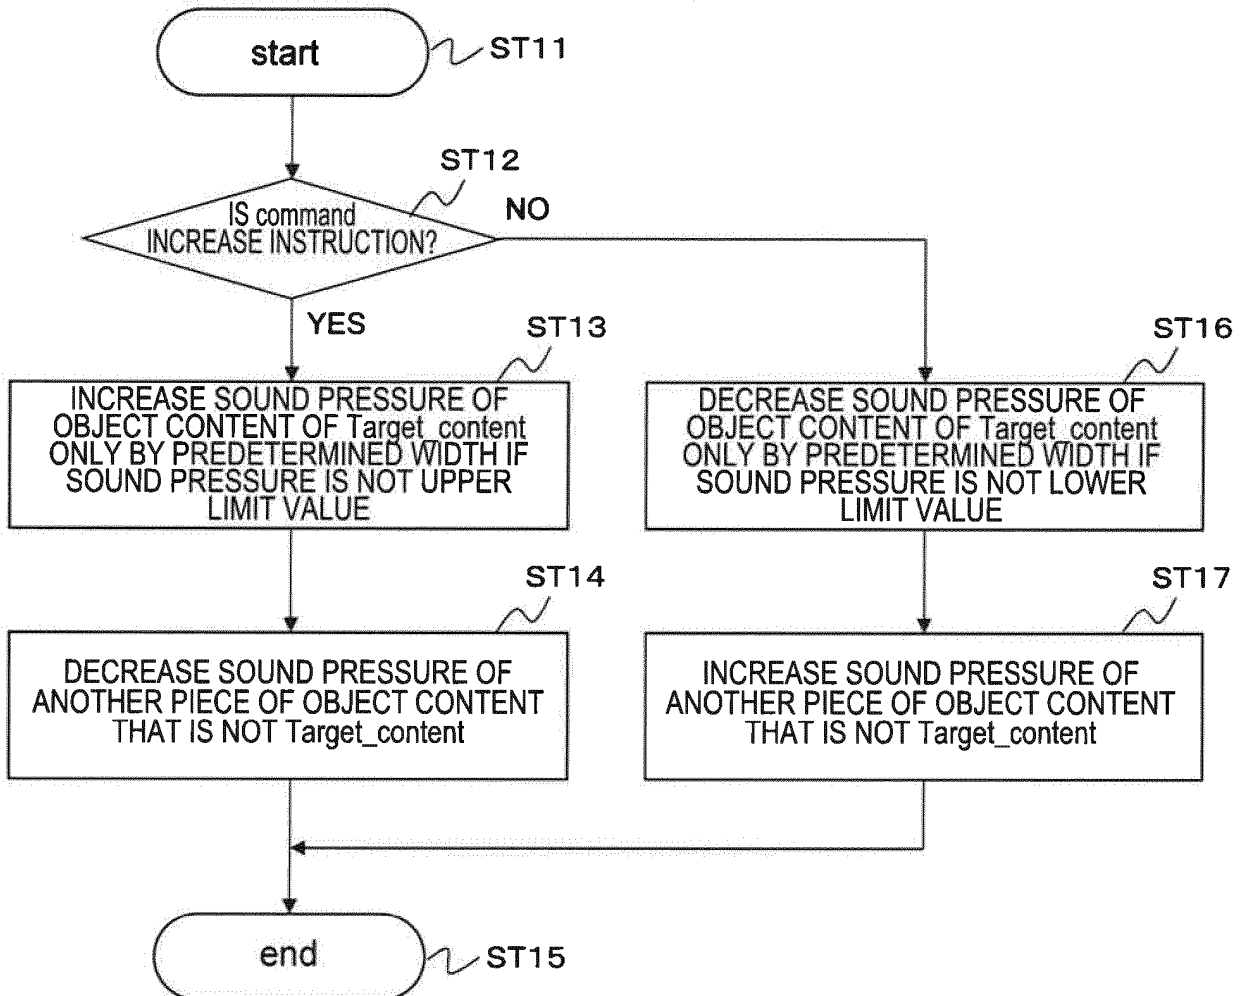 start
ST11
ST12
IS command
INCREASE INSTRUCTION?
NO
YES
ST13
INCREASE SOUND PRESSURE OF
OBJECT CONTENT OF Target_content
ONLY BY PREDETERMINED WIDTH IF
SOUND PRESSURE IS NOT UPPER
LIMIT VALUE
ST16
DECREASE SOUND PRESSURE OF
OBJECT CONTENT OF Target_content
ONLY BY PREDETERMINED WIDTH IF
SOUND PRESSURE IS NOT LOWER
LIMIT VALUE
ST14
DECREASE SOUND PRESSURE OF
ANOTHER PIECE OF OBJECT CONTENT
THAT IS NOT Target_content
ST17
INCREASE SOUND PRESSURE OF
ANOTHER PIECE OF OBJECT CONTENT
THAT IS NOT Target_content
end
ST15